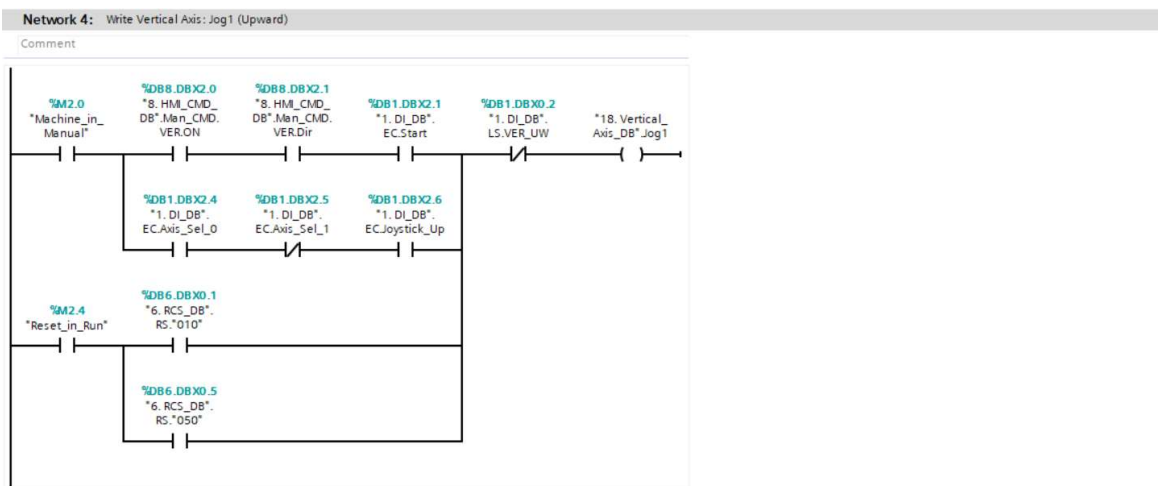 Network 4: Write Vertical Axis: Jog1 (Upward)
Comment
%M2.0
"Machine_in_
Manual"
%DB8.DBX2.0
"8. HMI_CMD_
DB".Man_CMD.
VER.ON
%DB8.DBX2.1
"8. HMI_CMD_
DB".Man_CMD.
VER.Dir
%DB1.DBX2.1
"1. DI_DB".
EC.Start
%DB1.DBX0.2
"1. DI_DB".
LS.VER_UW
"18. Vertical_
Axis_DB".Jog1
%DB1.DBX2.4
"1. DI_DB".
EC.Axis_Sel_0
%DB1.DBX2.5
"1. DI_DB".
EC.Axis_Sel_1
%DB1.DBX2.6
"1. DI_DB".
EC.Joystick_Up
%M2.4
"Reset_in_Run"
%DB6.DBX0.1
"6. RCS_DB".
RS."010"
%DB6.DBX0.5
"6. RCS_DB".
RS."050"